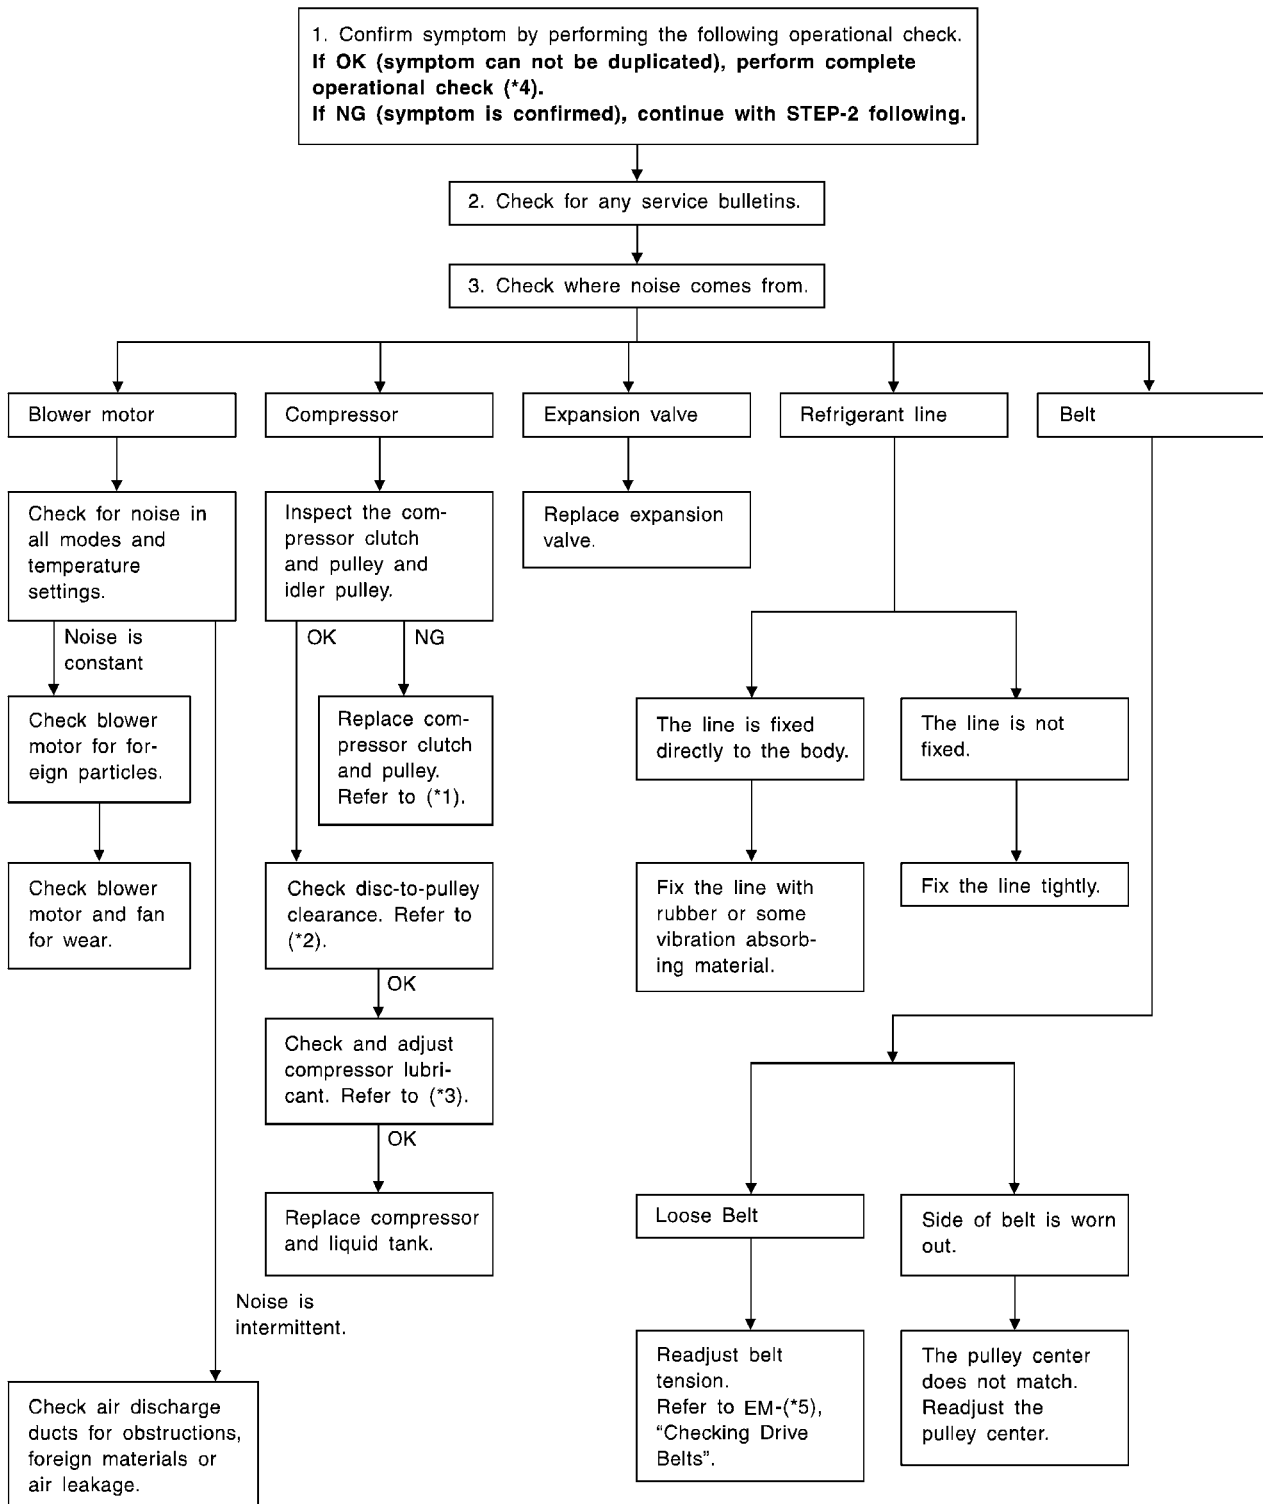 1. Confirm symptom by performing the following operational check.
If OK (symptom can not be duplicated), perform complete
operational check (*4).
If NG (symptom is confirmed), continue with STEP-2 following.
2. Check for any service bulletins.
3. Check where noise comes from.
Blower motor
Compressor
Expansion valve
Refrigerant line
Belt
Check for noise in
all modes and
temperature
settings.
Inspect the com-
pressor clutch
and pulley and
idler pulley.
Replace expansion
valve.
Noise is
constant
OK
NG
Check blower
motor for for-
eign particles.
Replace com-
pressor clutch
and pulley.
Refer to (*1).
The line is fixed
directly to the body.
The line is not
fixed.
Check blower
motor and fan
for wear.
Check disc-to-pulley
clearance. Refer to
(*2).
Fix the line with
rubber or some
vibration absorb-
ing material.
Fix the line tightly.
OK
Check and adjust
compressor lubri-
cant. Refer to (*3).
OK
Replace compressor
and liquid tank.
Loose Belt
Side of belt is worn
out.
Noise is
intermittent.
Check air discharge
ducts for obstructions,
foreign materials or
air leakage.
Readjust belt
tension.
Refer to EM-(*5),
“Checking Drive
Belts”.
The pulley center
does not match.
Readjust the
pulley center.